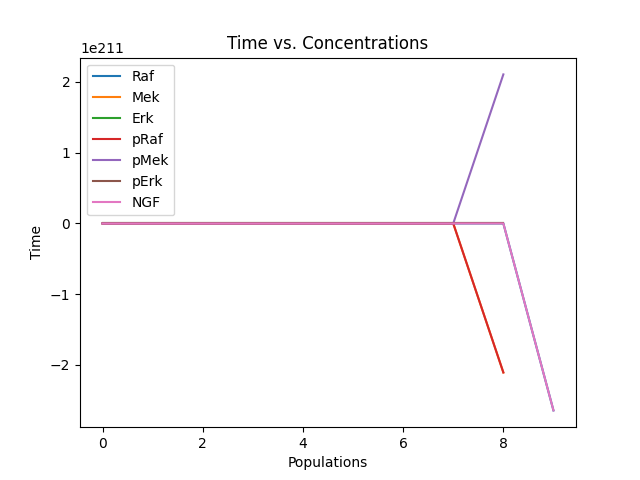 Time vs. Concentrations
1e211
Raf
Mek
Erk
pRaf
pMek
pErk
NGF
2
1
0
−1
−2
Time
0 2 4 6 8
Populations